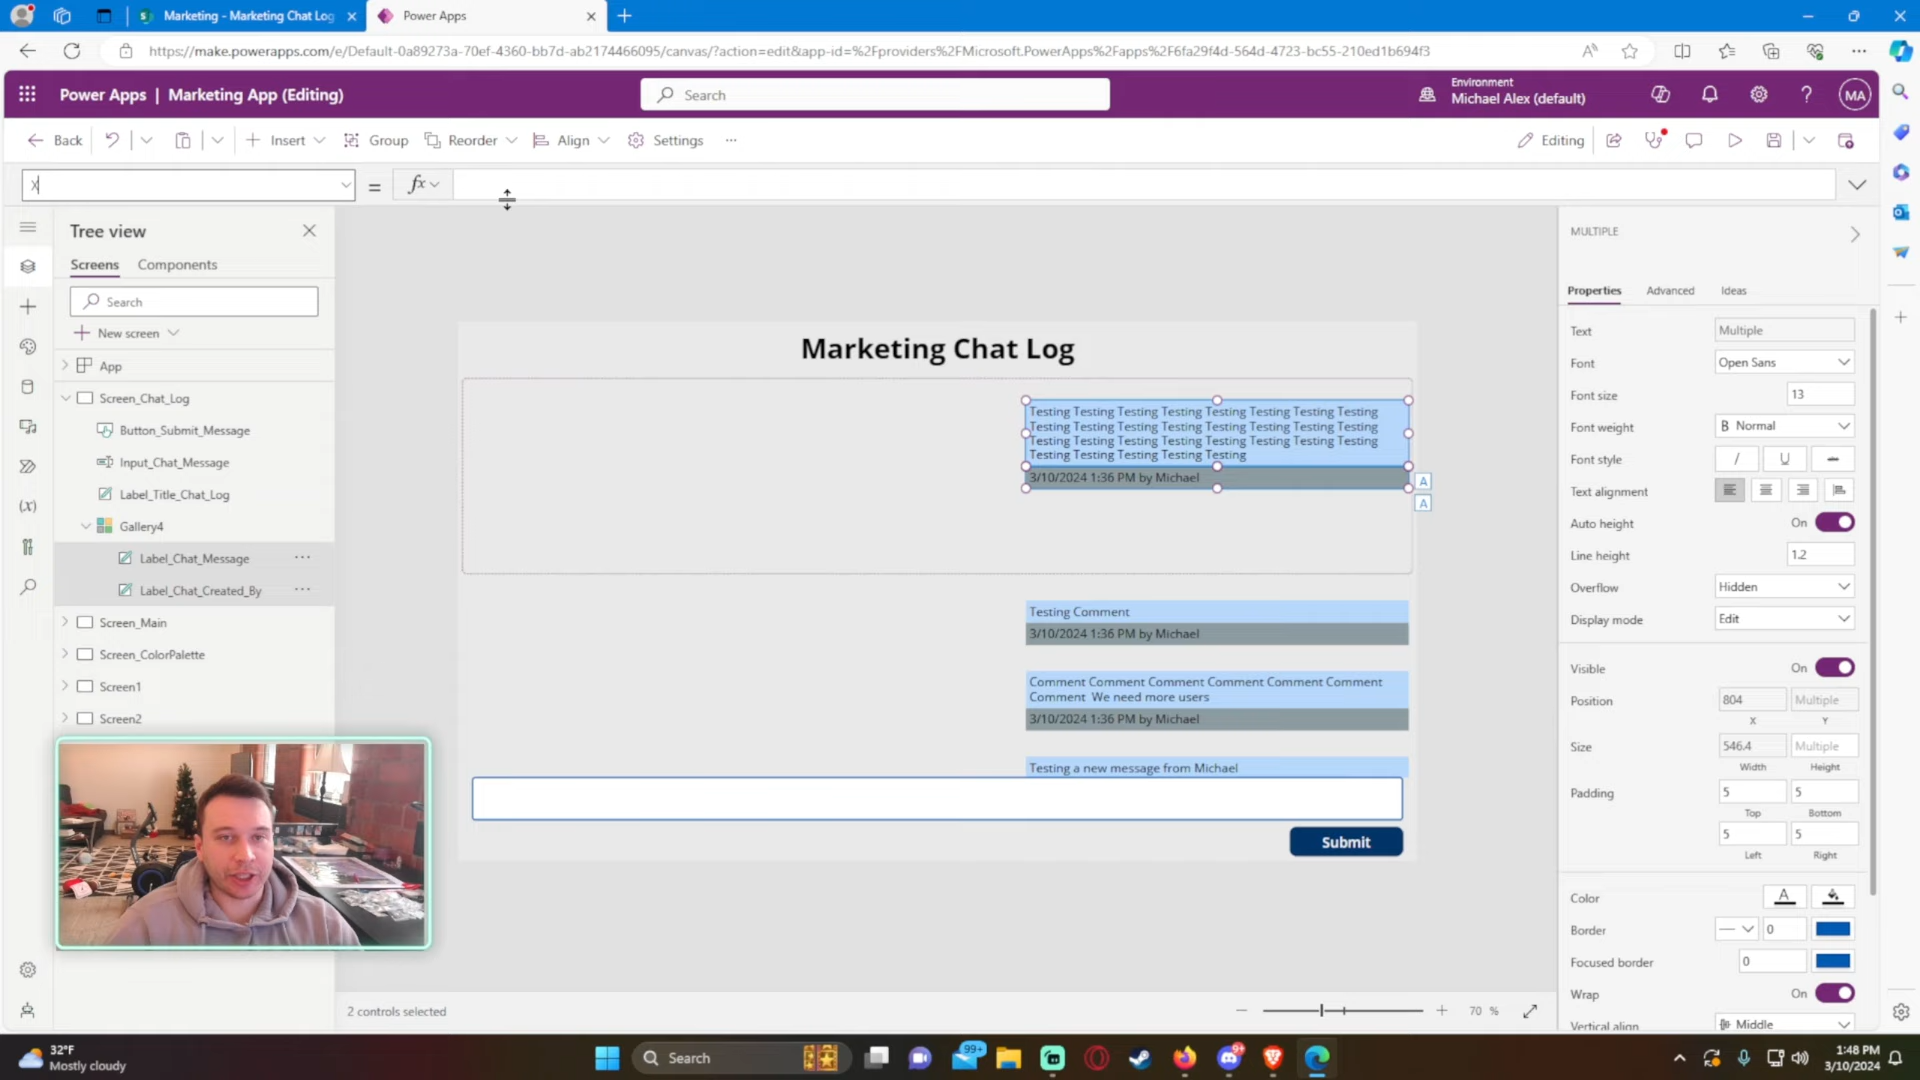 Marketing - Marketing Chat Log
Power Apps
https://make.powerapps.com/e/Default-0a89273a-70ef-4360-bb7d-ab2174466095/canvas/?action=edit&app-id=%2Fproviders%2FMicrosoft.PowerApps%2Fapps%2F6fa29f4d-564d-4723-bc55-210ed1b694f3
Power Apps | Marketing App (Editing)
Search
Environment
Michael Alex (default)
MA
Back
Insert
Group
Reorder
Align
Settings
Editing
X
=
fx
Tree view
Screens
Components
Search
New screen
App
Screen_Chat_Log
Button_Submit_Message
Input_Chat_Message
Label_Title_Chat_Log
Gallery4
Label_Chat_Message
Label_Chat_Created_By
Screen_Main
Screen_ColorPalette
Screen1
Screen2
Marketing Chat Log
Testing Testing Testing Testing Testing Testing Testing Testing
Testing Testing Testing Testing Testing Testing Testing Testing
Testing Testing Testing Testing Testing Testing Testing Testing
Testing Testing Testing Testing Testing
3/10/2024 1:36 PM by Michael
A
A
Testing Comment
3/10/2024 1:36 PM by Michael
Comment Comment Comment Comment Comment Comment
Comment  We need more users
3/10/2024 1:36 PM by Michael
Testing a new message from Michael
Submit
2 controls selected
70 %
MULTIPLE
Properties
Advanced
Ideas
Text
Multiple
Font
Open Sans
Font size
13
Font weight
B Normal
Font style
/ U
Text alignment
Auto height
On
Line height
1.2
Overflow
Hidden
Display mode
Edit
Visible
On
Position
804
Multiple
X
Y
Size
546.4
Multiple
Width
Height
Padding
5
5
Top
Bottom
5
5
Left
Right
Color
A
Border
0
Focused border
0
Wrap
On
Vertical align
Middle
32°F
Mostly cloudy
Search
99+
9+
1:48 PM
3/10/2024